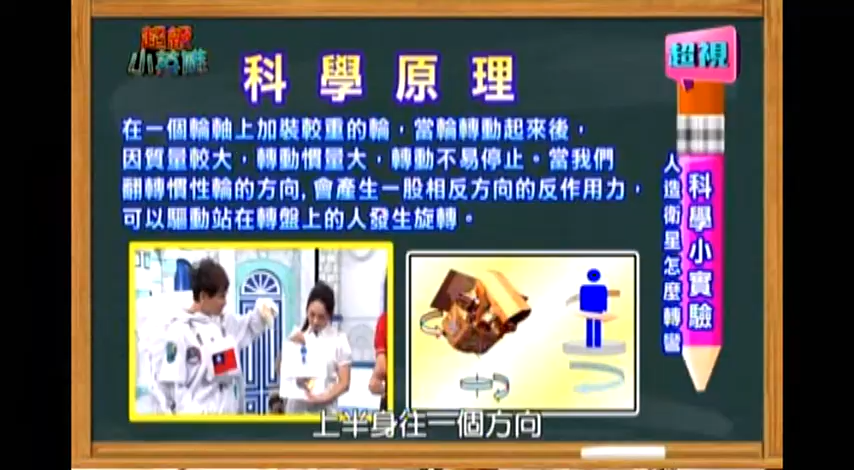 超級
小英雄
科學原理
超視
在一個輪軸上加裝較重的輪，當輪轉動起來後，
因質量較大，轉動慣量大，轉動不易停止。當我們
翻轉慣性輪的方向，會產生一股相反方向的反作用力，
可以驅動站在轉盤上的人發生旋轉。
科學小實驗
人造衛星怎麼轉彎
上半身往一個方向